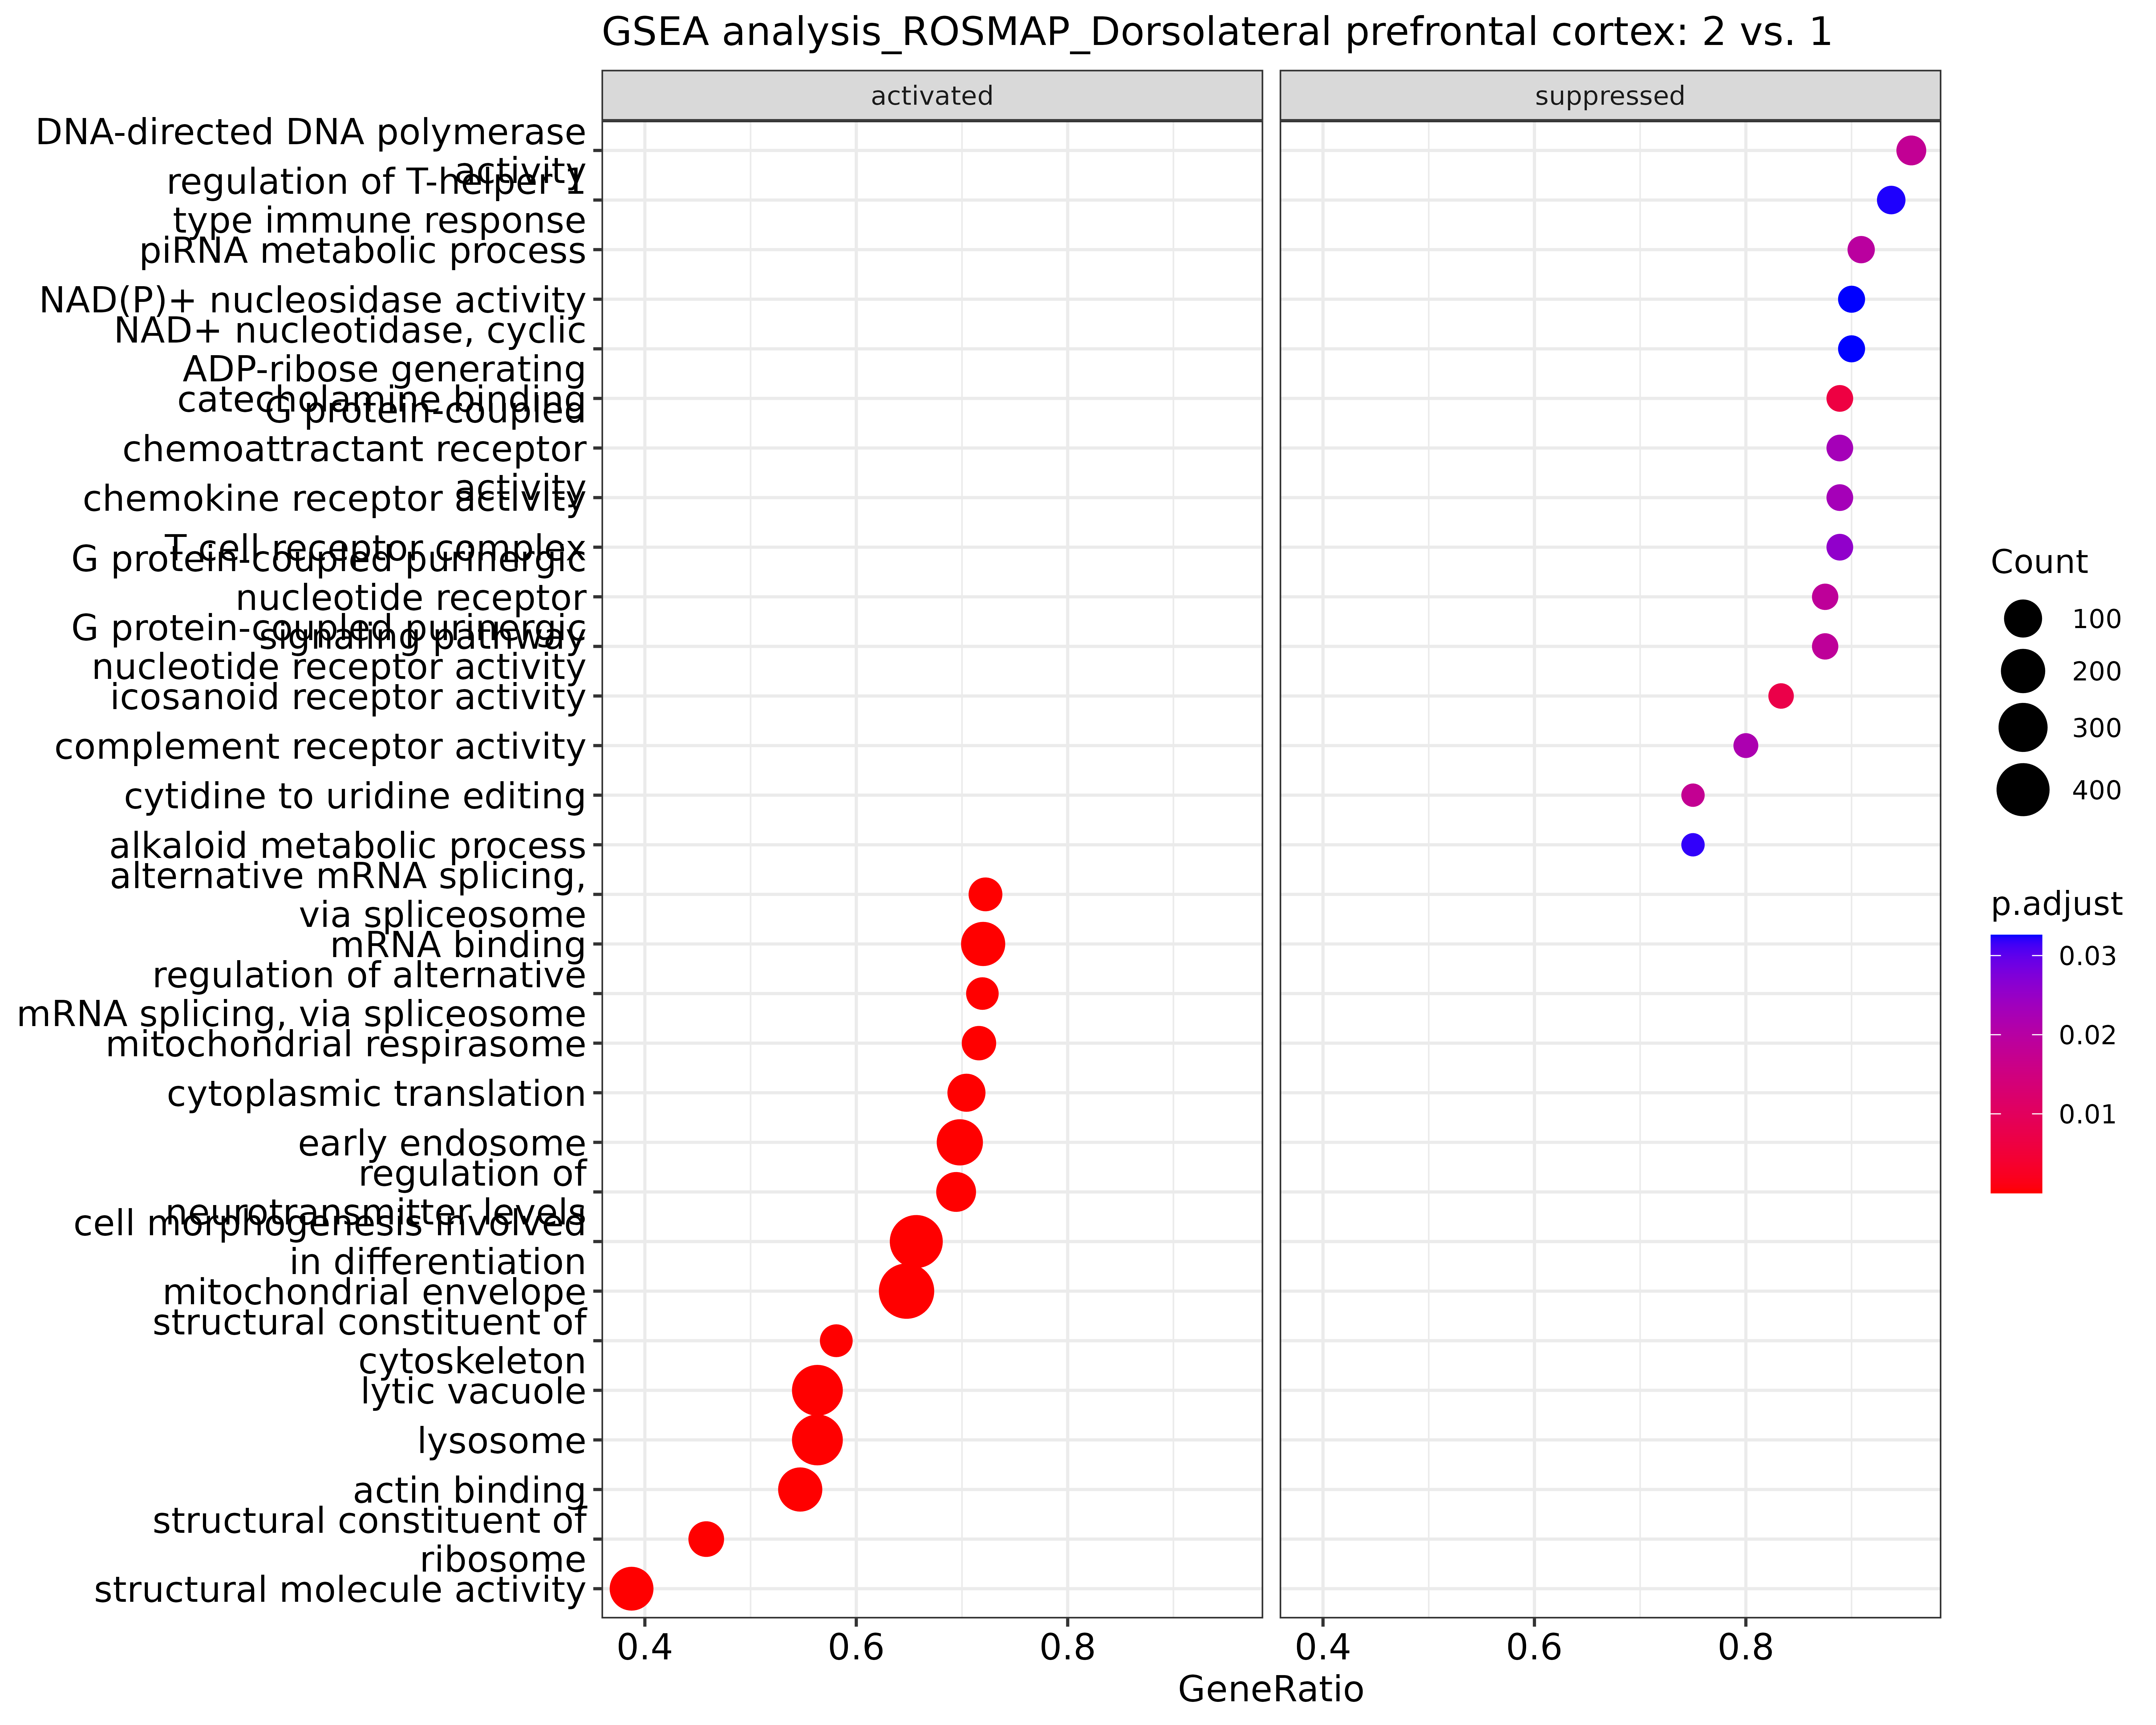 GSEA analysis_ROSMAP_Dorsolateral prefrontal cortex: 2 vs. 1
activated
suppressed
DNA-directed DNA polymerase
activity
regulation of T-helper 1
type immune response
piRNA metabolic process
NAD(P)+ nucleosidase activity
NAD+ nucleotidase, cyclic
ADP-ribose generating
catecholamine binding
G protein-coupled
chemoattractant receptor
activity
chemokine receptor activity
T cell receptor complex
G protein-coupled purinergic
nucleotide receptor
signaling pathway
G protein-coupled purinergic
nucleotide receptor activity
icosanoid receptor activity
complement receptor activity
cytidine to uridine editing
alkaloid metabolic process
alternative mRNA splicing,
via spliceosome
mRNA binding
regulation of alternative
mRNA splicing, via spliceosome
mitochondrial respirasome
cytoplasmic translation
early endosome
regulation of
neurotransmitter levels
cell morphogenesis involved
in differentiation
mitochondrial envelope
structural constituent of
cytoskeleton
lytic vacuole
lysosome
actin binding
structural constituent of
ribosome
structural molecule activity
0.4 0.6 0.8
0.4 0.6 0.8
GeneRatio
Count
100
200
300
400
p.adjust
0.03
0.02
0.01